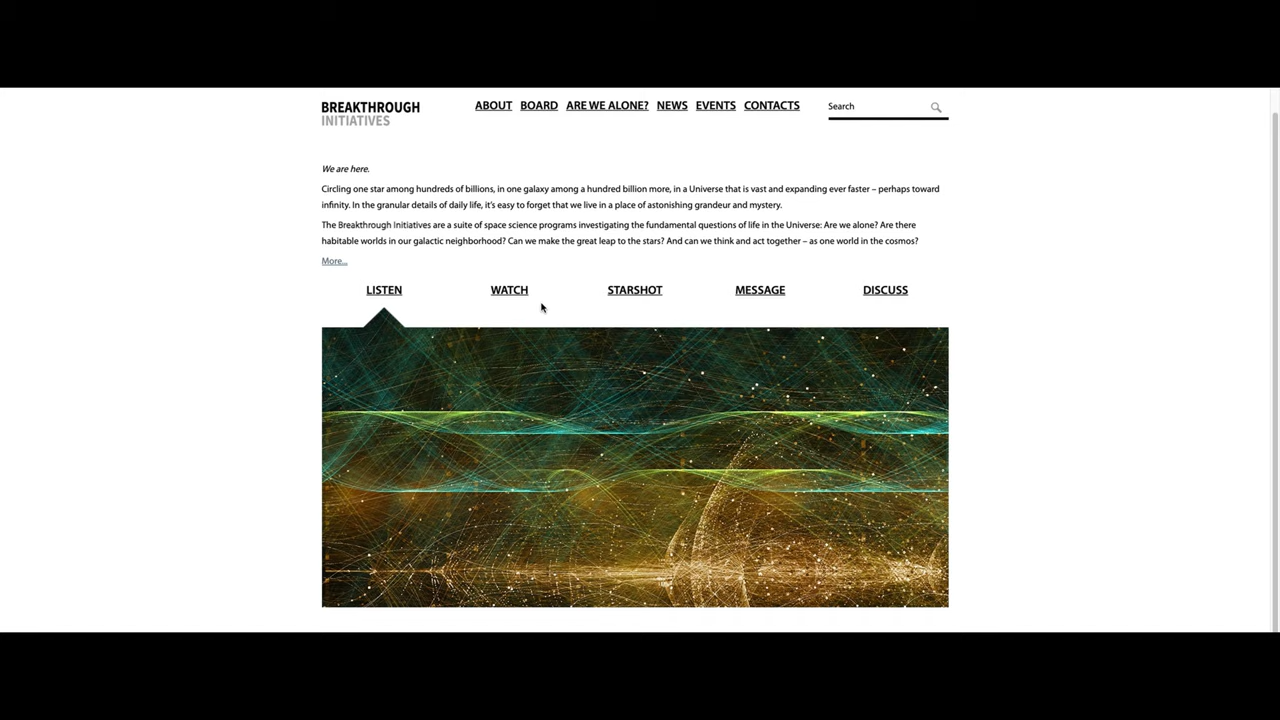 BREAKTHROUGH
INITIATIVES
ABOUT BOARD ARE WE ALONE? NEWS EVENTS CONTACTS
Search
We are here.
Circling one star among hundreds of billions, in one galaxy among a hundred billion more, in a Universe that is vast and expanding ever faster – perhaps toward
infinity. In the granular details of daily life, it's easy to forget that we live in a place of astonishing grandeur and mystery.
The Breakthrough Initiatives are a suite of space science programs investigating the fundamental questions of life in the Universe: Are we alone? Are there
habitable worlds in our galactic neighborhood? Can we make the great leap to the stars? And can we think and act together – as one world in the cosmos?
More...
LISTEN WATCH STARSHOT MESSAGE DISCUSS